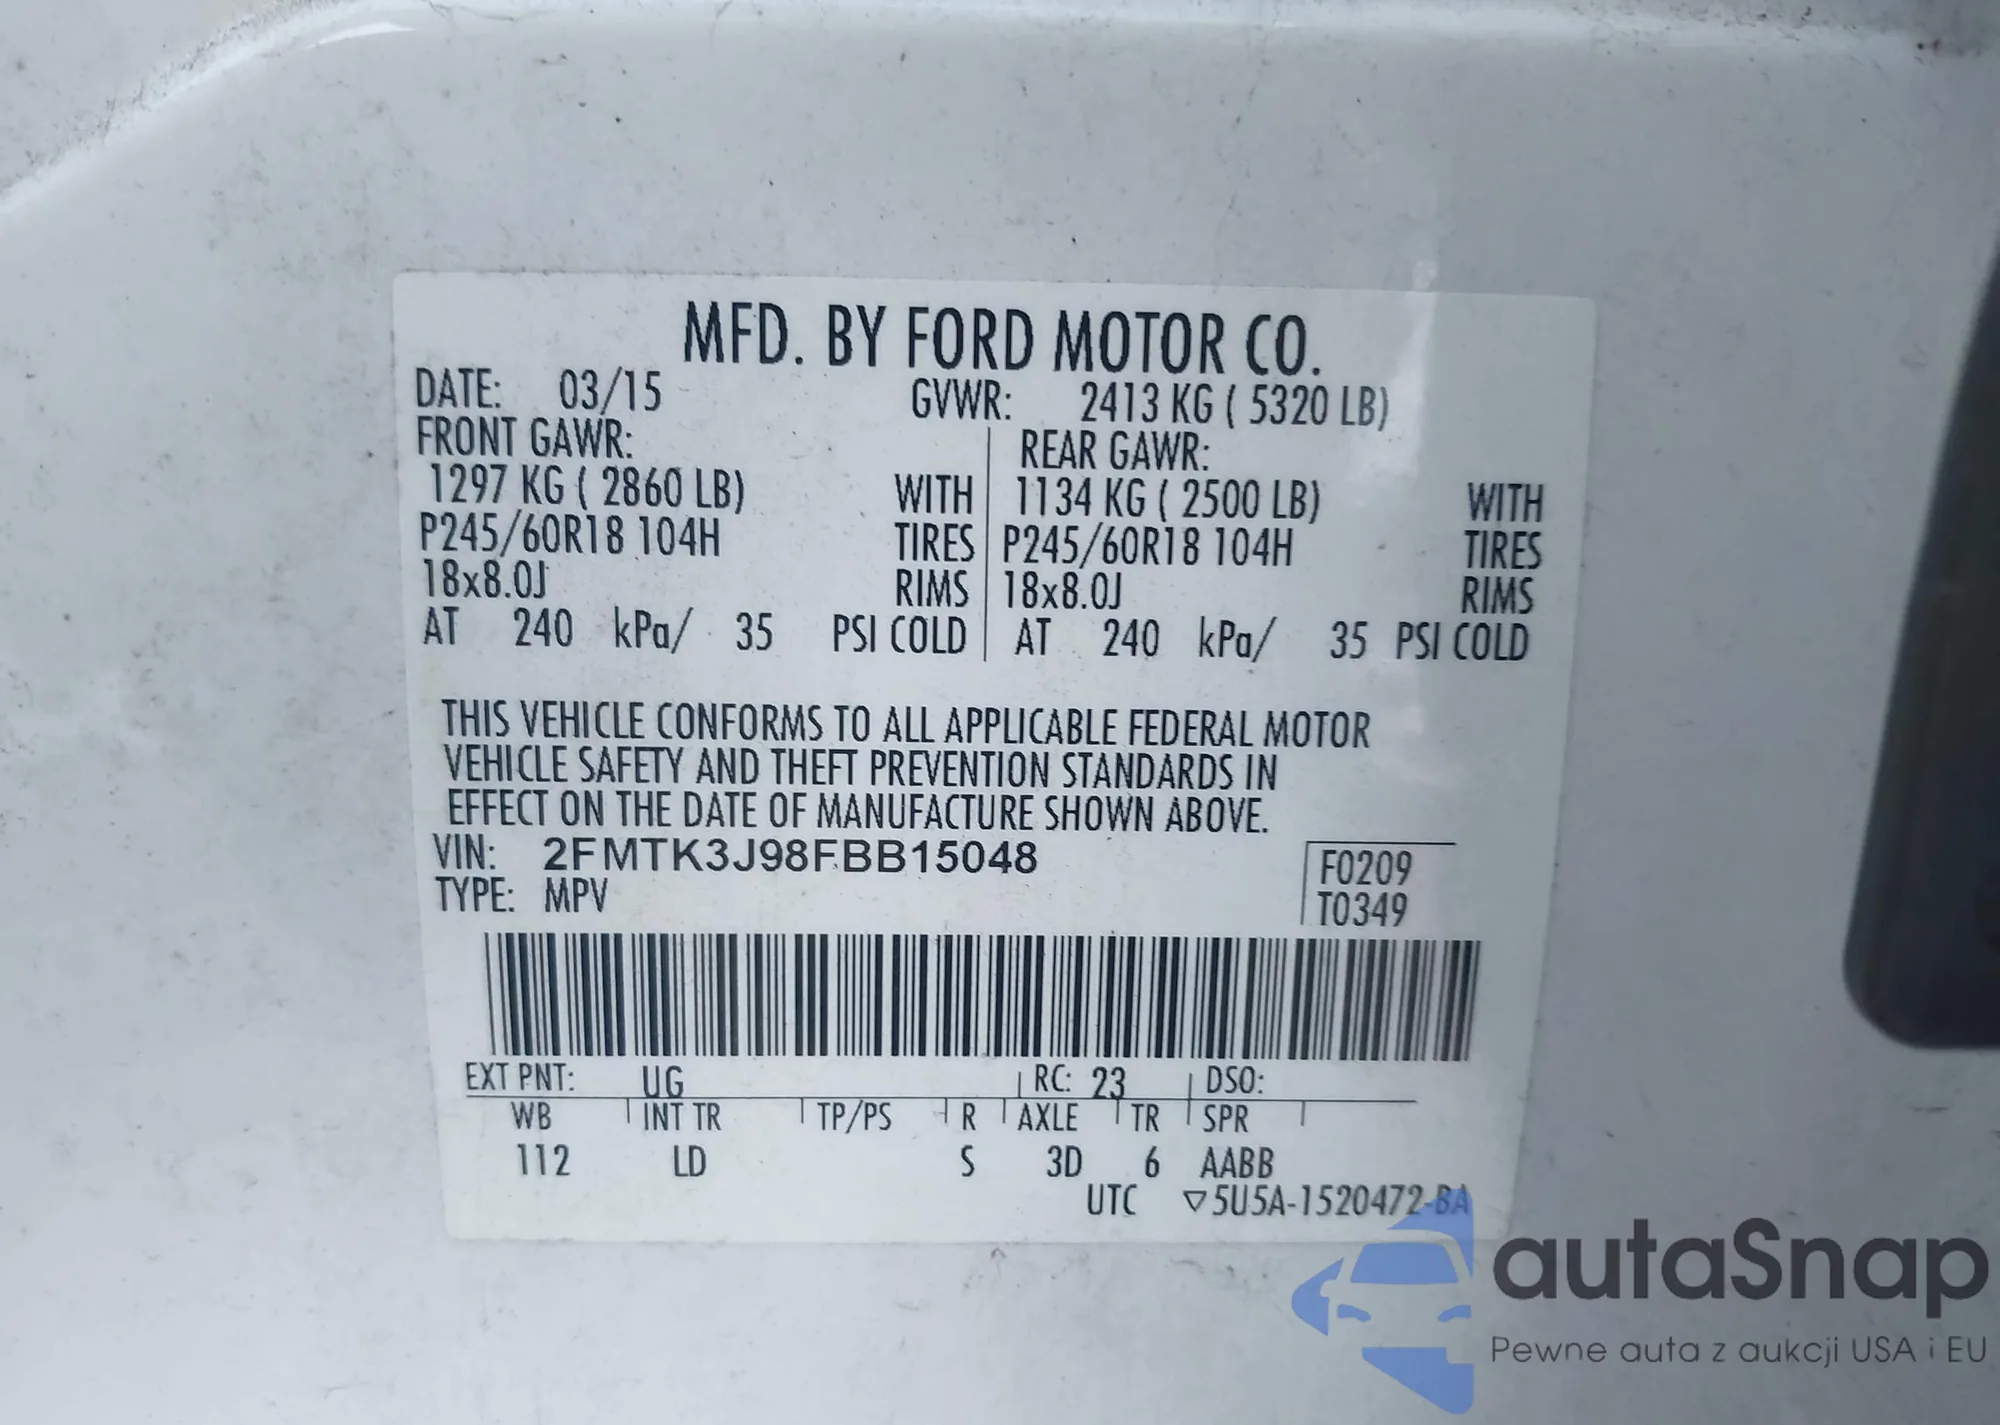 MFD. BY FORD MOTOR CO.
DATE: 03/15 GVWR: 2413 KG ( 5320 LB)
FRONT GAWR: REAR GAWR:
1297 KG ( 2860 LB) WITH 1134 KG ( 2500 LB) WITH
P245/60R18 104H TIRES P245/60R18 104H TIRES
18x8.0J RIMS 18x8.0J RIMS
AT 240 kPa/ 35 PSI COLD AT 240 kPa/ 35 PSI COLD
THIS VEHICLE CONFORMS TO ALL APPLICABLE FEDERAL MOTOR
VEHICLE SAFETY AND THEFT PREVENTION STANDARDS IN
EFFECT ON THE DATE OF MANUFACTURE SHOWN ABOVE.
VIN: 2FMTK3J98FBB15048 F0209
TYPE: MPV T0349
EXT PNT: UG RC: 23 DSO:
WB INT TR TP/PS R AXLE TR SPR
112 LD S 3D 6 AABB
UTC ▽5U5A-1520472-BA
autaSnap
Pewne auta z aukcji USA i EU